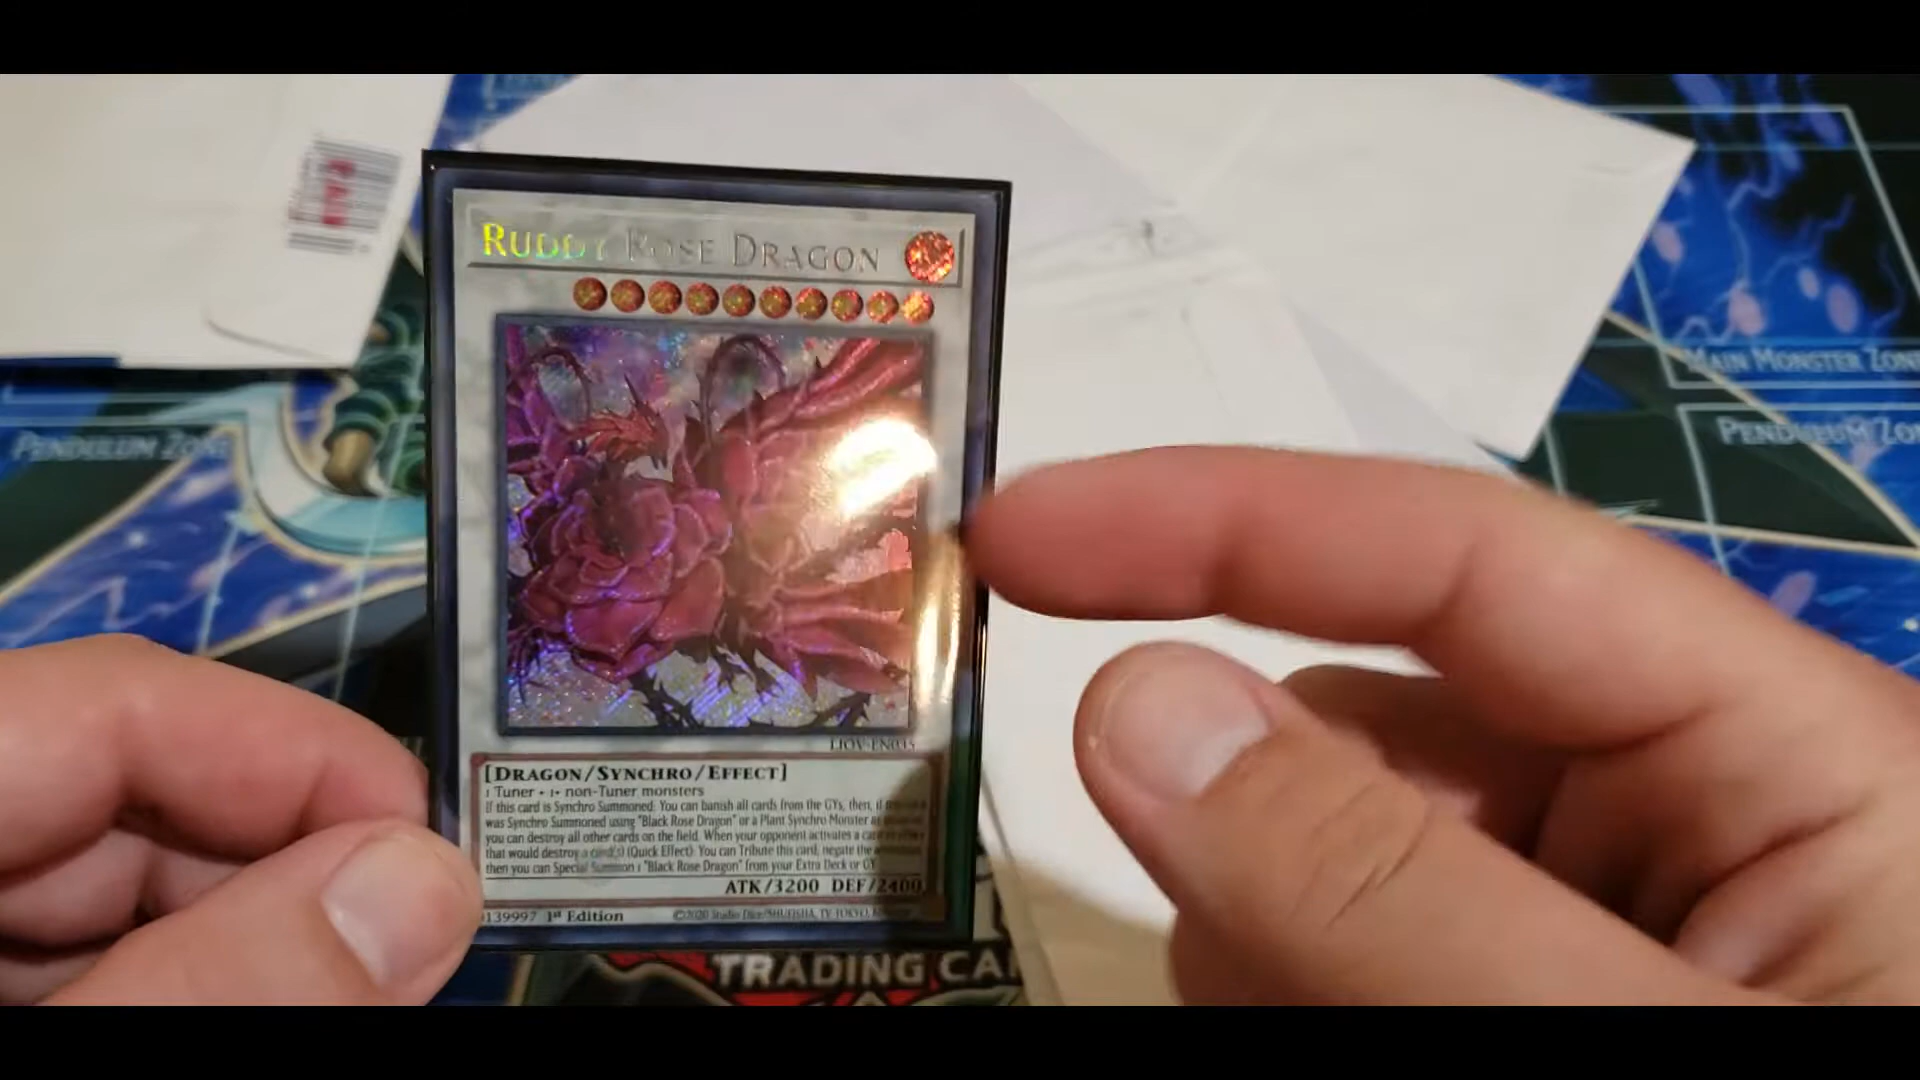 RUDDY ROSE DRAGON
LIOV-EN035
[DRAGON/SYNCHRO/EFFECT]
1 Tuner + 1+ non-Tuner monsters
If this card is Synchro Summoned: You can banish all cards from the GYs, then, if
was Synchro Summoned using "Black Rose Dragon" or a Plant Synchro Monster as
you can destroy all other cards on the field. When your opponent activates a card
that would destroy a card(s) (Quick Effect): You can Tribute this card; negate the
then you can Special Summon 1 "Black Rose Dragon" from your Extra Deck or GY
ATK/3200 DEF/2400
139997 1st Edition
©2020 Studio Dice/SHUEISHA, TV TOKYO,
PENDULUM ZONE
MAIN MONSTER ZONE
PENDULUM ZO
TRADING CA